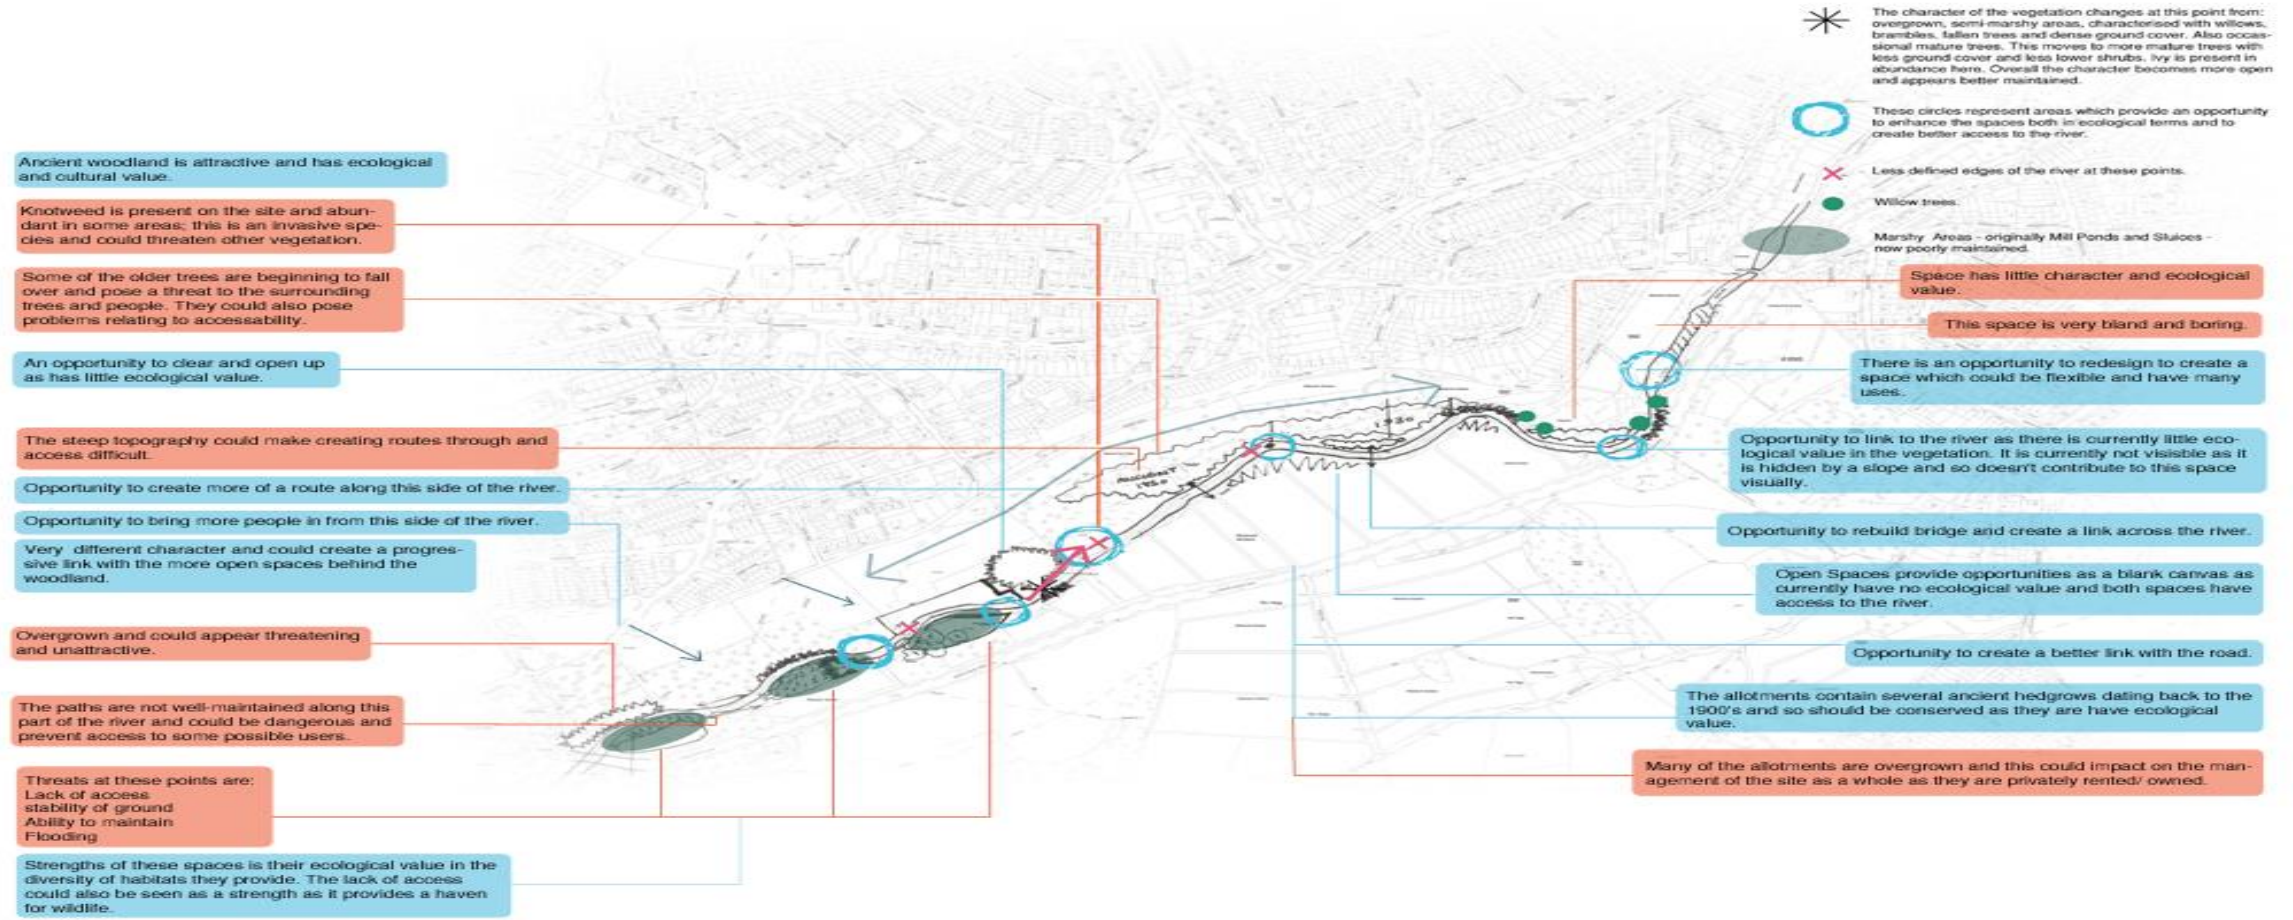 The character of the vegetation changes at this point from:
overgrown, semi-marshy areas, characterised with willows,
brambles, fallen trees and dense ground cover. Also occas-
sional mature trees. This moves to more mature trees with
less ground cover and less lower shrubs. Ivy is present in
abundance here. Overall the character becomes more open
and appears better maintained.
These circles represent areas which provide an opportunity
to enhance the spaces both in ecological terms and to
create better access to the river.
Less defined edges of the river at these points.
Willow trees.
Marshy Areas - originally Mill Ponds and Sluices -
now poorly maintained.
Ancient woodland is attractive and has ecological
and cultural value.
Knotweed is present on the site and abun-
dant in some areas; this is an invasive spe-
cies and could threaten other vegetation.
Some of the older trees are beginning to fall
over and pose a threat to the surrounding
trees and people. They could also pose
problems relating to accessability.
An opportunity to clear and open up
as has little ecological value.
The steep topography could make creating routes through and
access difficult.
Opportunity to create more of a route along this side of the river.
Opportunity to bring more people in from this side of the river.
Very different character and could create a progres-
sive link with the more open spaces behind the
woodland.
Overgrown and could appear threatening
and unattractive.
The paths are not well-maintained along this
part of the river and could be dangerous and
prevent access to some possible users.
Threats at these points are:
Lack of access
stability of ground
Ability to maintain
Flooding
Strengths of these spaces is their ecological value in the
diversity of habitats they provide. The lack of access
could also be seen as a strength as it provides a haven
for wildlife.
ANCIENT
1930
Space has little character and ecological
value.
This space is very bland and boring.
There is an opportunity to redesign to create a
space which could be flexible and have many
uses.
Opportunity to link to the river as there is currently little eco-
logical value in the vegetation. It is currently not visisble as it
is hidden by a slope and so doesn't contribute to this space
visually.
Opportunity to rebuild bridge and create a link across the river.
Open Spaces provide opportunities as a blank canvas as
currently have no ecological value and both spaces have
access to the river.
Opportunity to create a better link with the road.
The allotments contain several ancient hedgrows dating back to the
1900's and so should be conserved as they are have ecological
value.
Many of the allotments are overgrown and this could impact on the man-
agement of the site as a whole as they are privately rented/ owned.